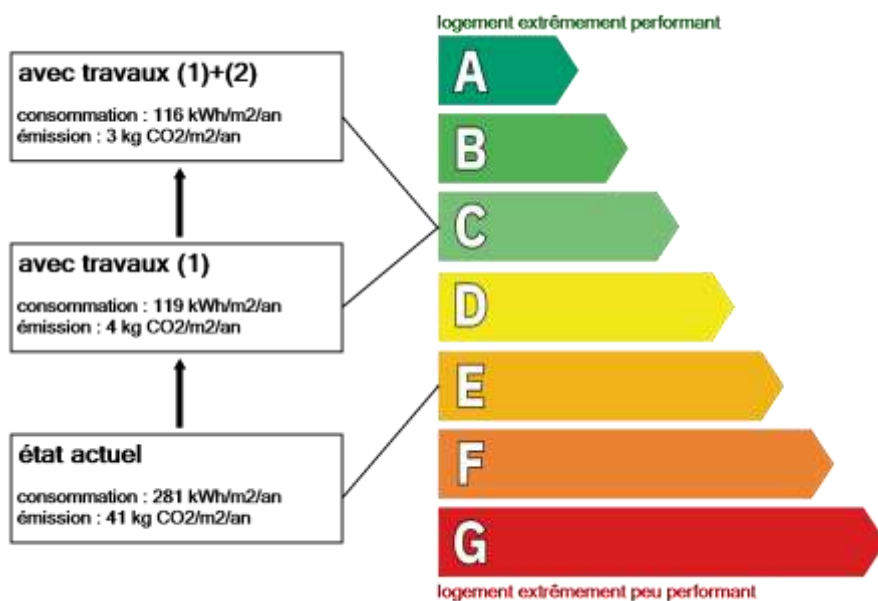 logement extrêmement performant
avec travaux (1)+(2)
consommation : 116 kWh/m2/an
émission : 3 kg CO2/m2/an
avec travaux (1)
consommation : 119 kWh/m2/an
émission : 4 kg CO2/m2/an
état actuel
consommation : 281 kWh/m2/an
émission : 41 kg CO2/m2/an
A
B
C
D
E
F
G
logement extrêmement peu performant